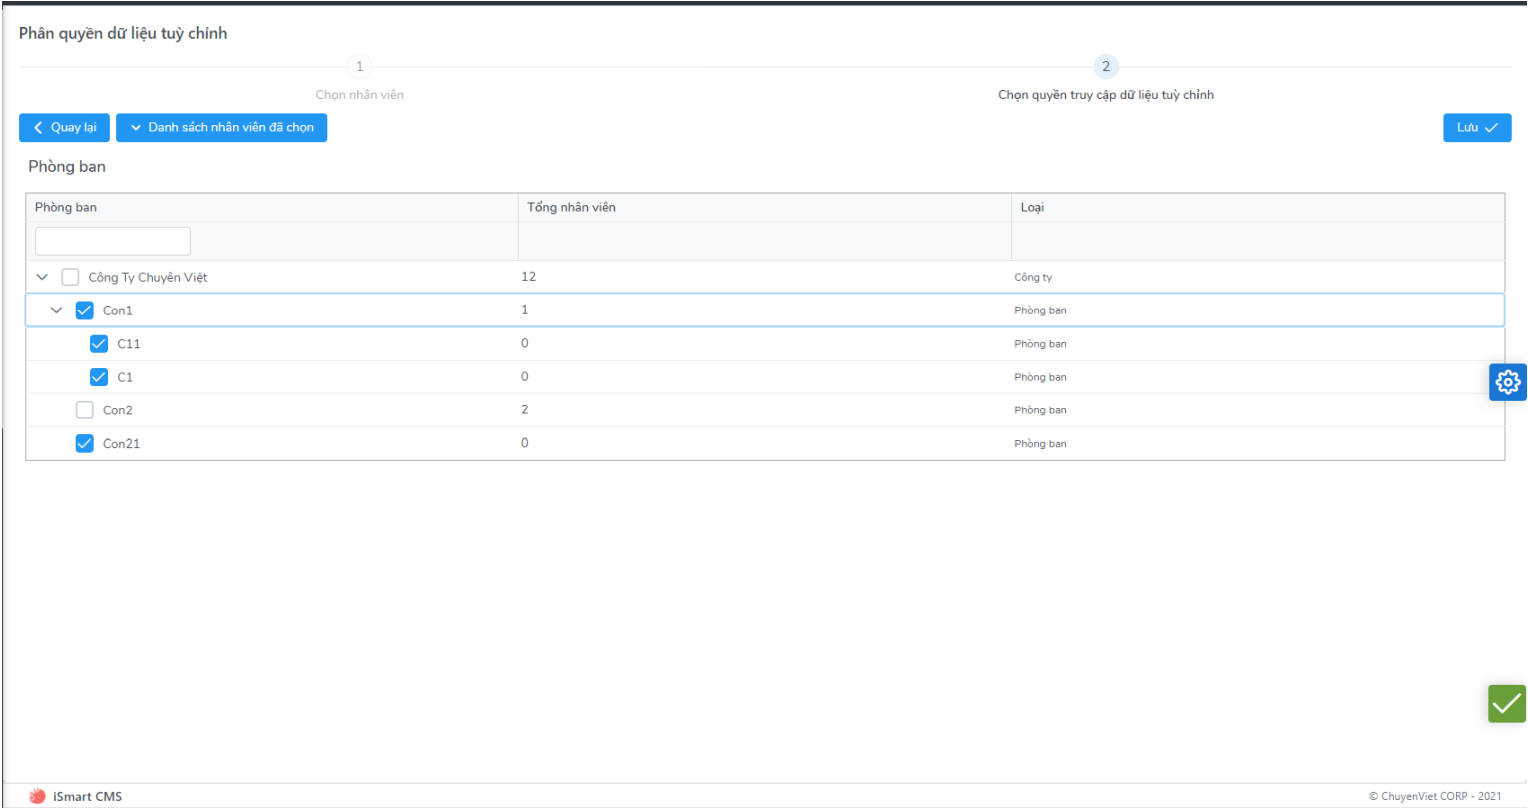 Phân quyền dữ liệu tuỳ chỉnh
1
2
Chọn nhân viên
Chọn quyền truy cập dữ liệu tuỳ chỉnh
Quay lại
Danh sách nhân viên đã chọn
Lưu
Phòng ban
Phòng ban Tổng nhân viên Loại
Công Ty Chuyên Việt 12 Công ty
Con1 1 Phòng ban
C11 0 Phòng ban
C1 0 Phòng ban
Con2 2 Phòng ban
Con21 0 Phòng ban
iSmart CMS
© ChuyenViet CORP - 2021